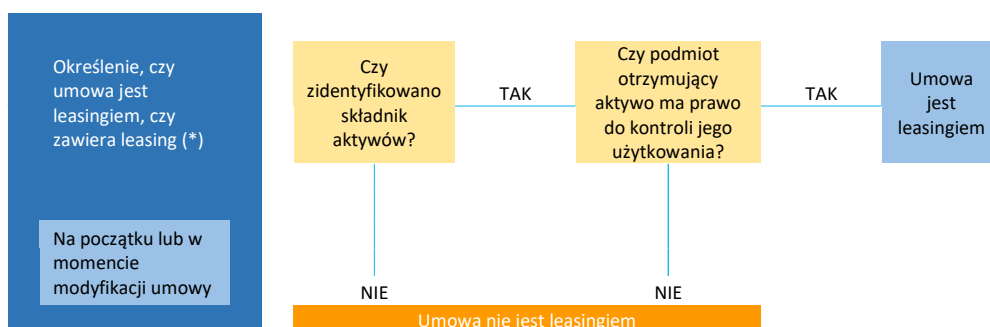 Określenie, czy
umowa jest
leasingiem, czy
zawiera leasing (*)
Na początku lub w
momencie
modyfikacji umowy
Czy
zidentyfikowano
składnik
aktywów?
TAK
Czy podmiot
otrzymujący
aktywo ma prawo
do kontroli jego
użytkowania?
TAK
Umowa
jest
leasingiem
NIE
NIE
Umowa nie jest leasingiem